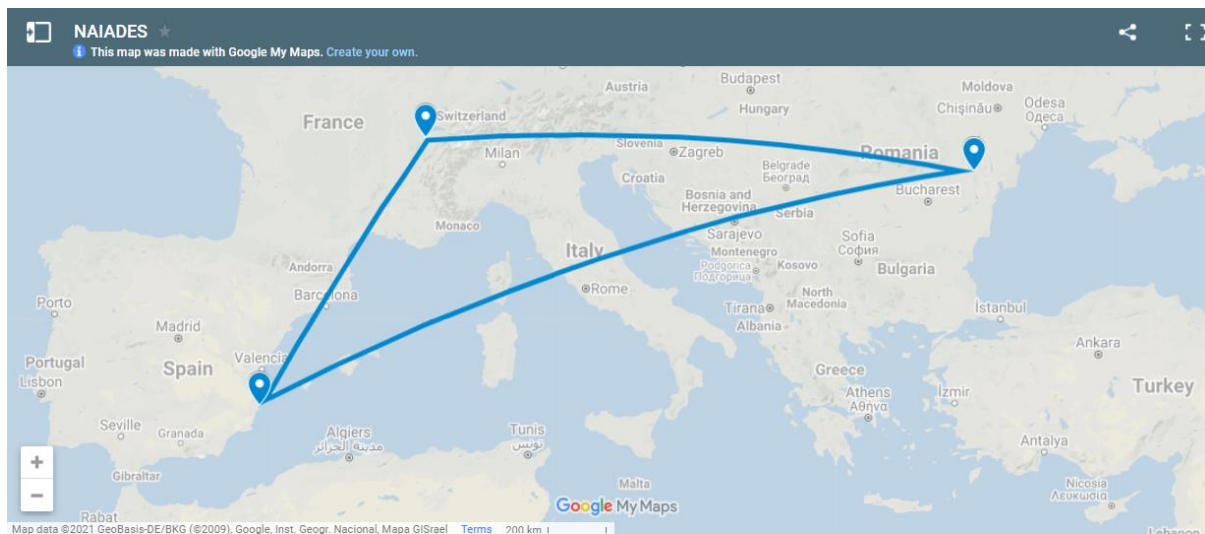 NAIADES
This map was made with Google My Maps. Create your own.
Austria
Budapest
Moldova
Hungary
Chișinău
Odesa
Одеса
France
Switzerland
Milan
Slovenia
Zagreb
Romania
Croatia
Belgrade
Београд
Bosnia and
Herzegovina
Serbia
Bucharest
Monaco
Sarajevo
Sofia
София
Montenegro
Podgorica
Подгорица
Kosovo
Bulgaria
Italy
Andorra
Rome
North
Macedonia
Barcelona
Porto
Tirana
Albania
İstanbul
Madrid
Ankara
Portugal
Spain
Valencia
Lisbon
Greece
Turkey
Athens
Αθήνα
İzmir
Seville
Granada
Algiers
مدينة الجزائر
Tunis
تونس
Antalya
Gibraltar
Malta
Nicosia
Λευκωσία
Rabat
Google My Maps
Map data ©2021 GeoBasis-DE/BKG (©2009), Google, Inst. Geogr. Nacional, Mapa GISrael Terms 200 km
Lebanon